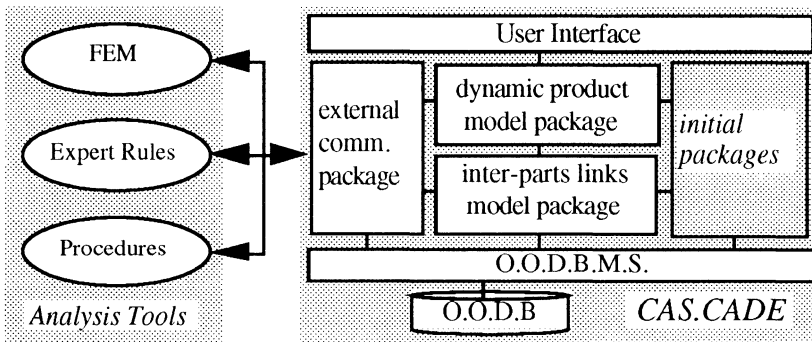 FEM
Expert Rules
Procedures
Analysis Tools
User Interface
external
comm.
package
dynamic product
model package
inter-parts links
model package
initial
packages
O.O.D.B.M.S.
O.O.D.B
CAS.CADE